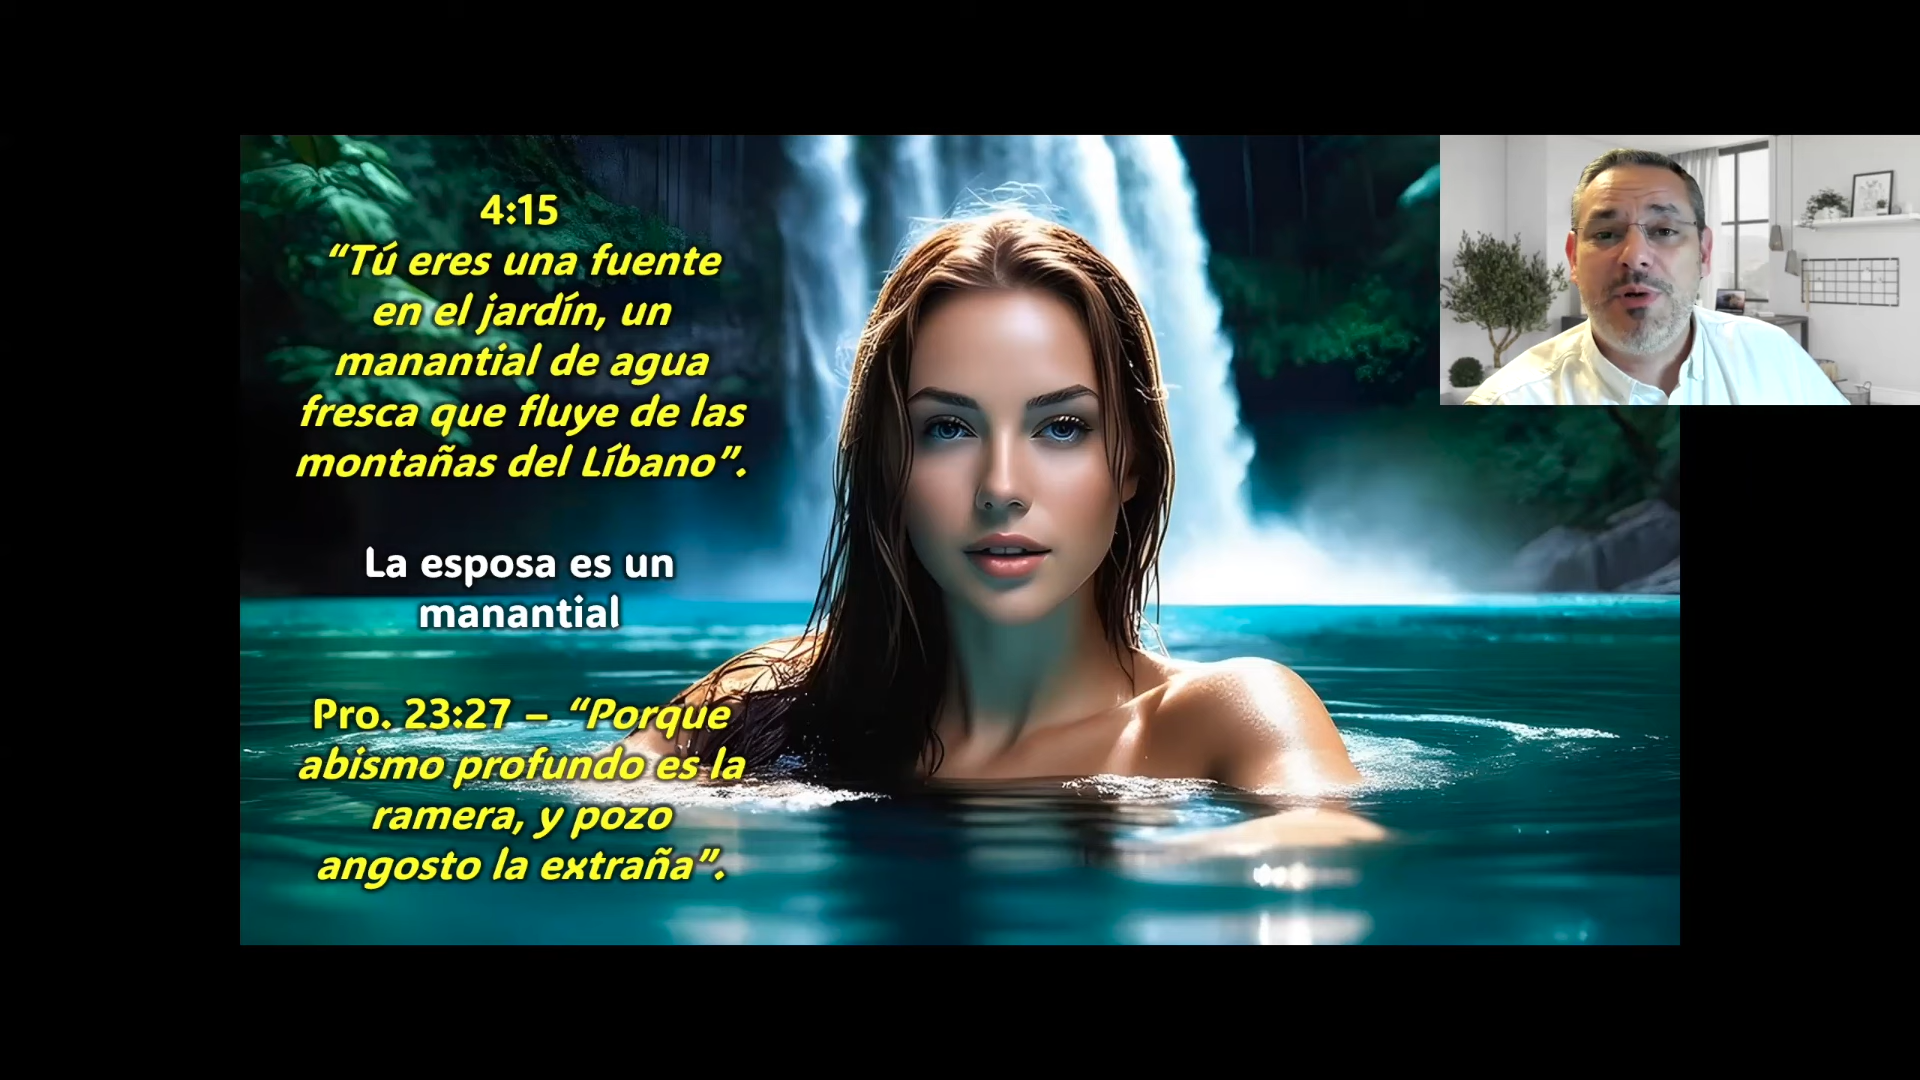 4:15
“Tú eres una fuente
en el jardín, un
manantial de agua
fresca que fluye de las
montañas del Líbano”.
La esposa es un
manantial
Pro. 23:27 – “Porque
abismo profundo es la
ramera, y pozo
angosto la extraña”.